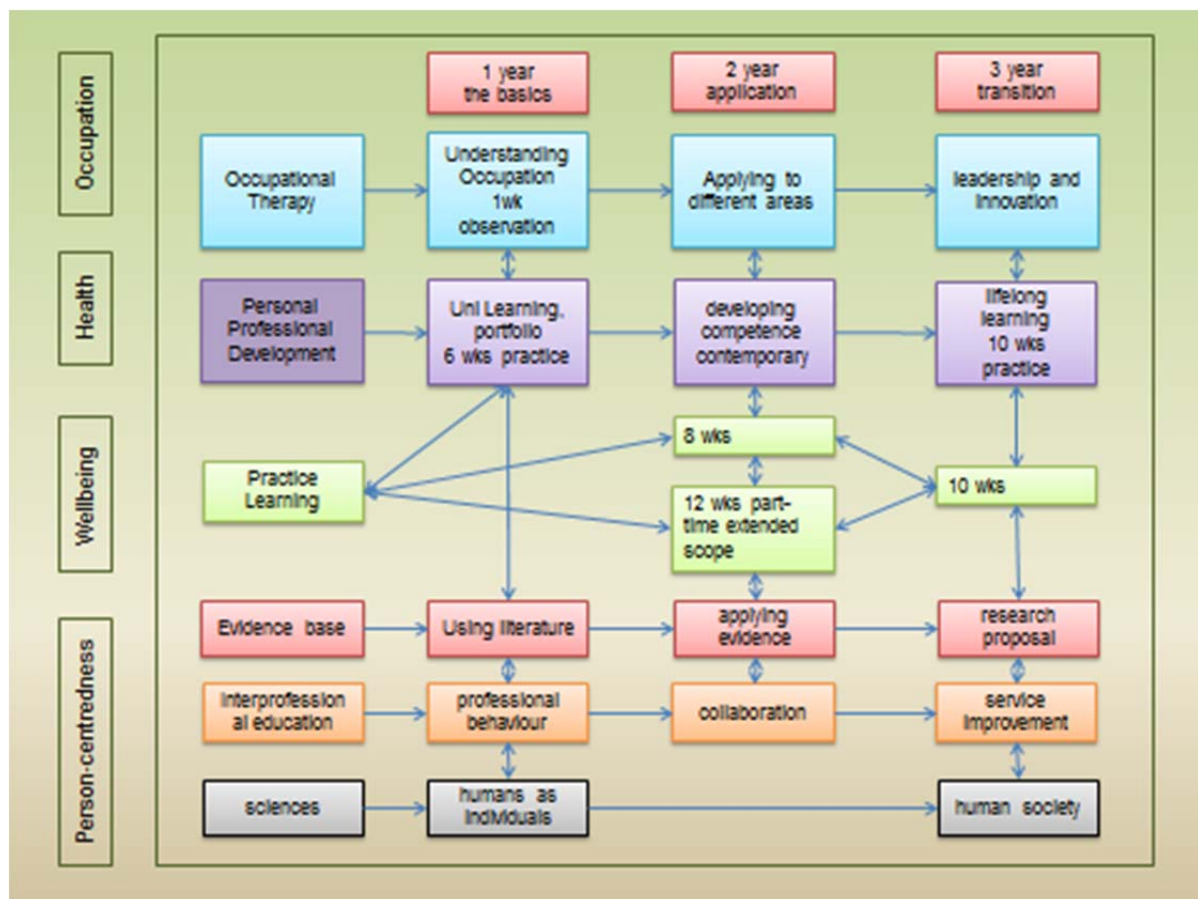 Occupation
Health
Wellbeing
Person-centredness
1 year
the basics
2 year
application
3 year
transition
Occupational
Therapy
Understanding
Occupation
1wk
observation
Applying to
different areas
leadership and
innovation
Personal
Professional
Development
Uni Learning,
portfolio
6 wks practice
developing
competence
contemporary
lifelong
learning
10 wks
practice
Practice
Learning
8 wks
12 wks part-
time extended
scope
10 wks
Evidence base
Using literature
applying
evidence
research
proposal
interprofession
al education
professional
behaviour
collaboration
service
improvement
sciences
humans as
individuals
human society